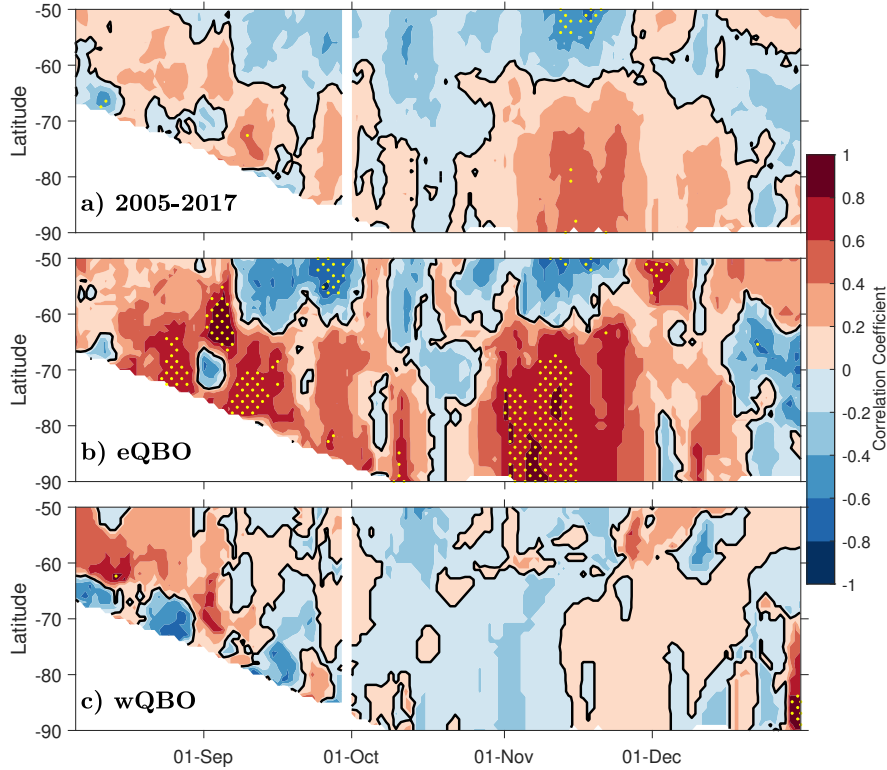 -50
-60
-70
-80
-90
Latitude
a) 2005-2017
-50
-60
-70
-80
-90
Latitude
b) eQBO
-50
-60
-70
-80
-90
Latitude
c) wQBO
01-Sep
01-Oct
01-Nov
01-Dec
1
0.8
0.6
0.4
0.2
0
-0.2
-0.4
-0.6
-0.8
-1
Correlation Coefficient